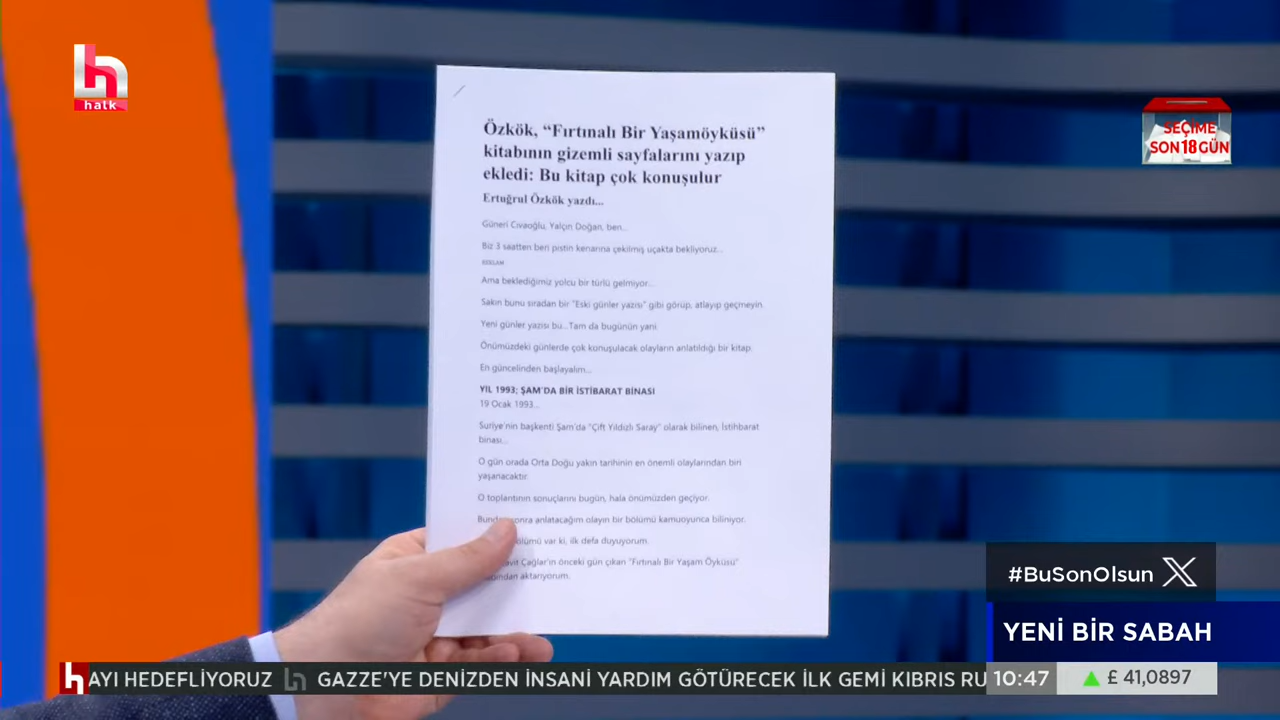 halk
SEÇİME
SON 18 GÜN
Özkök, “Fırtınalı Bir Yaşamöyküsü”
kitabının gizemli sayfalarını yazıp
ekledi: Bu kitap çok konuşulur
Ertuğrul Özkök yazdı...
Güneri Cıvaoğlu, Yalçın Doğan, ben...
Biz 3 saatten beri pistin kenarına çekilmiş uçakta bekliyoruz...
REKLAM
Ama beklediğimiz yolcu bir türlü gelmiyor...
Sakın bunu sıradan bir "Eski günler yazısı" gibi görüp, atlayıp geçmeyin.
Yeni günler yazısı bu...Tam da bugünün yani.
Önümüzdeki günlerde çok konuşulacak olayların anlatıldığı bir kitap.
En güncelinden başlayalım...
YIL 1993; ŞAM'DA BİR İSTİBARAT BİNASI
19 Ocak 1993...
Suriye'nin başkenti Şam'da "Çift Yıldızlı Saray" olarak bilinen, İstihbarat
binası...
O gün orada Orta Doğu yakın tarihinin en önemli olaylarından biri
yaşanacaktır.
O toplantının sonuçlarını bugün, hala önümüzden geçiyor.
sonra anlatacağım olayın bir bölümü kamuoyunca biliniyor.
var ki, ilk defa duyuyorum.
Çağlar'ın önceki gün çıkan "Fırtınalı Bir Yaşam Öyküsü"
aktarıyorum.
#BuSonOlsun X
YENİ BİR SABAH
h AYI HEDEFLİYORUZ h GAZZE'YE DENİZDEN İNSANİ YARDIM GÖTÜRECEK İLK GEMİ KIBRIS RU 10:47 £ 41,0897